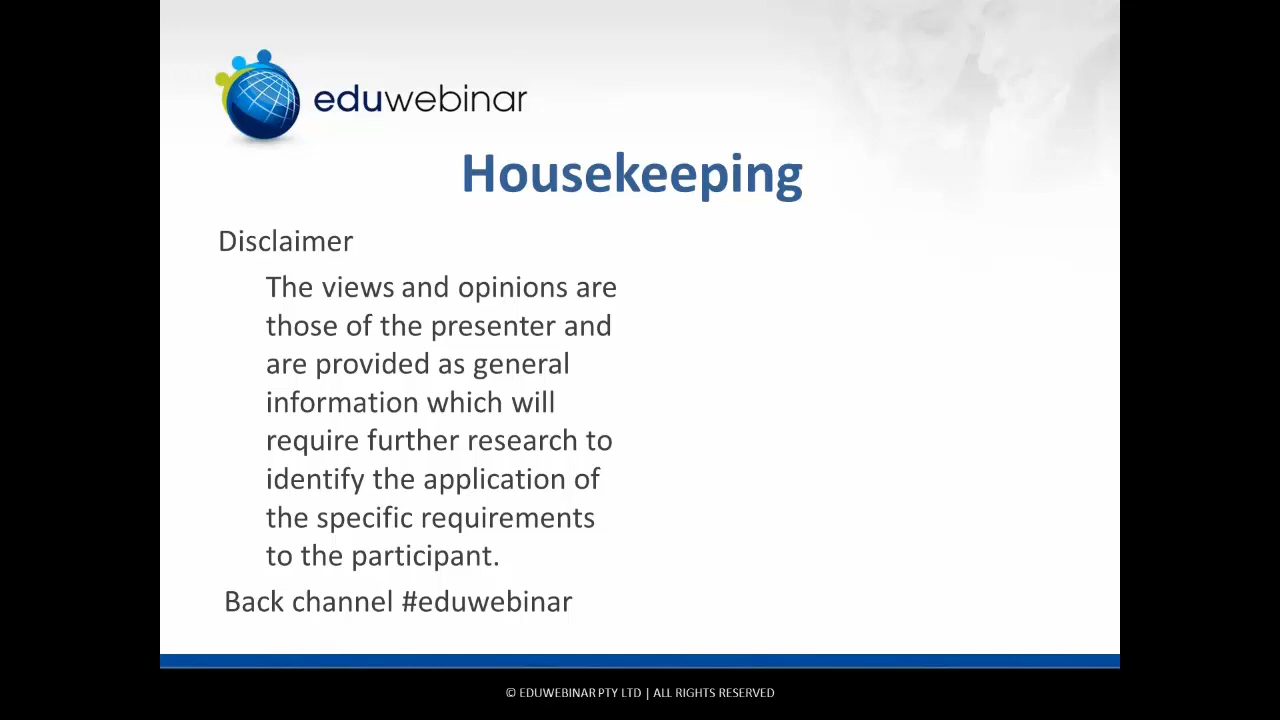 eduwebinar
Housekeeping
Disclaimer
The views and opinions are
those of the presenter and
are provided as general
information which will
require further research to
identify the application of
the specific requirements
to the participant.
Back channel #eduwebinar
© EDUWEBINAR PTY LTD | ALL RIGHTS RESERVED